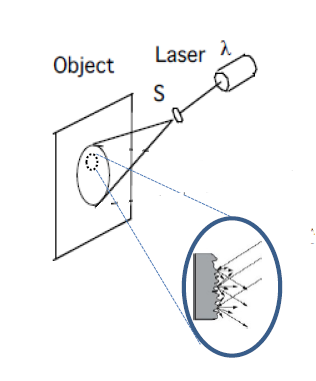 Laser λ
Object
S